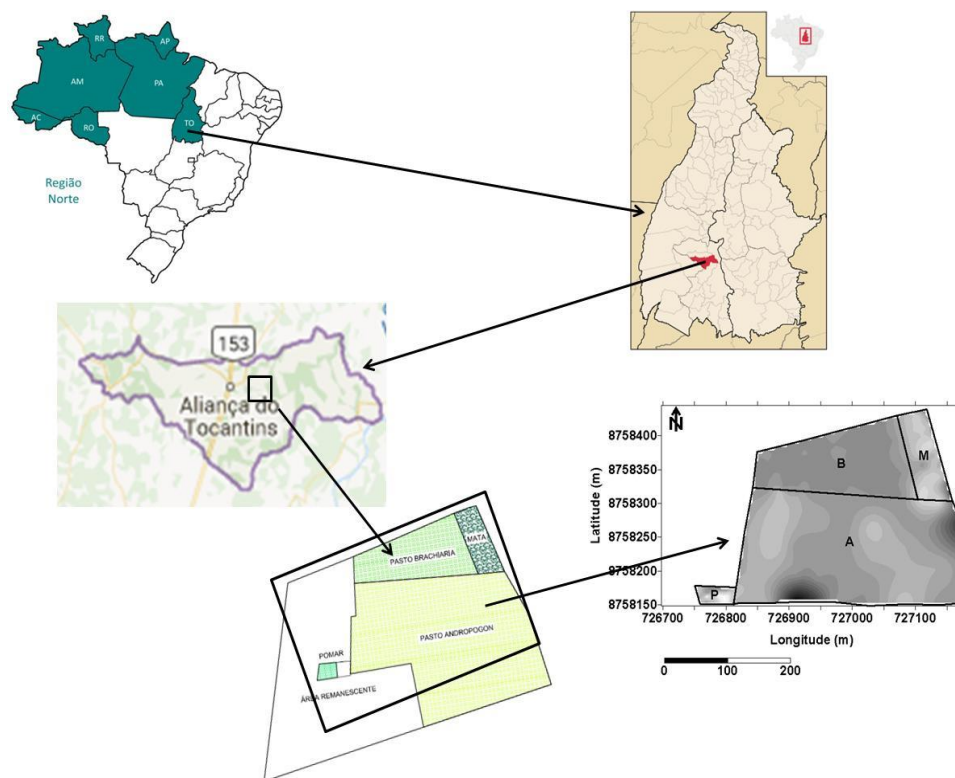 RR
AP
AM
PA
AC
RO
TO
Região
Norte
153
Aliança do
Tocantins
PASTO BRACHIARIA
MATA
PASTO ANDROPOGON
POMAR
ÁREA REMANESCENTE
N
8758400
8758350
8758300
8758250
8758200
8758150
Latitude (m)
B
M
A
P
726700 726800 726900 727000 727100
Longitude (m)
0 100 200